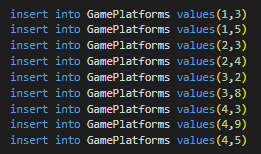 insert into GamePlatforms values(1,3)
insert into GamePlatforms values(1,5)
insert into GamePlatforms values(2,3)
insert into GamePlatforms values(2,4)
insert into GamePlatforms values(3,2)
insert into GamePlatforms values(3,8)
insert into GamePlatforms values(4,3)
insert into GamePlatforms values(4,9)
insert into GamePlatforms values(4,5)